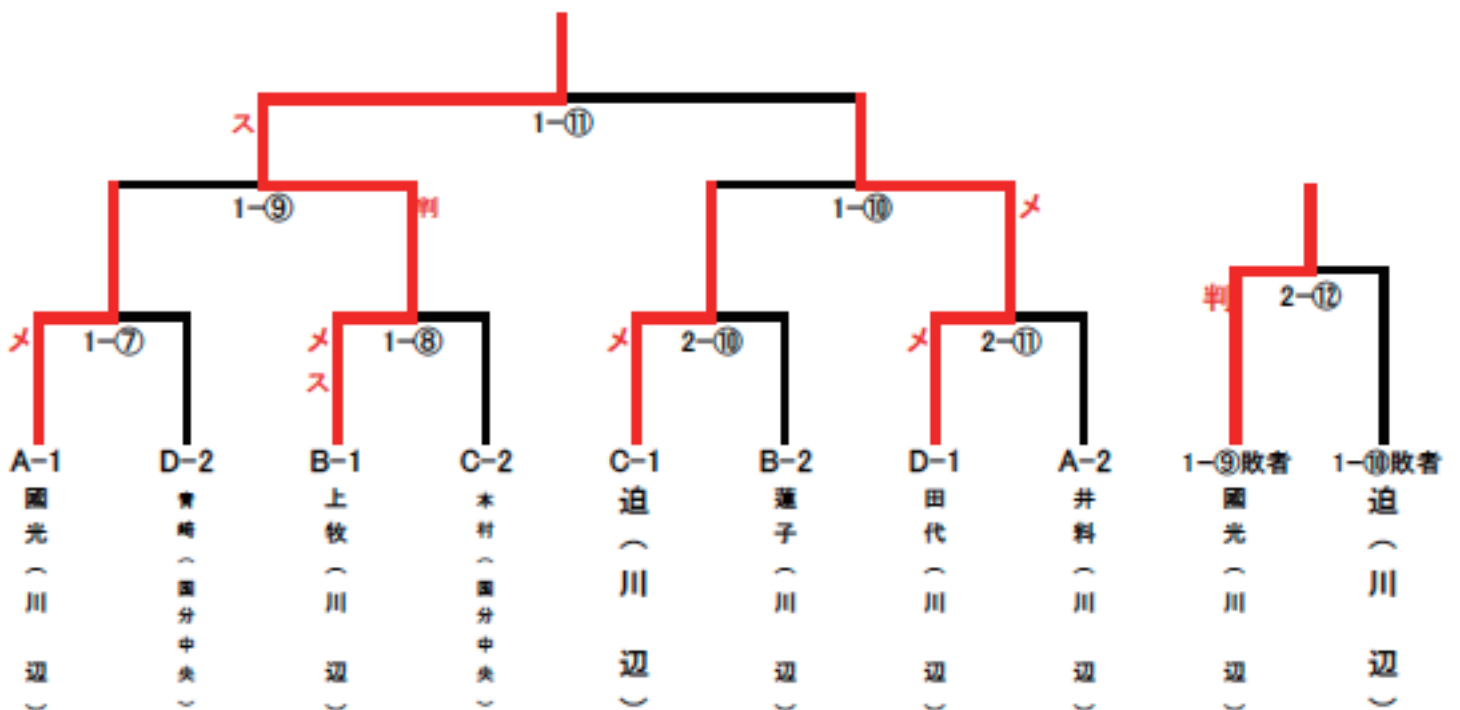 1-⑪
ス
1-⑨
判
1-⑩
メ
メ
1-⑦
メ
ス
1-⑧
メ
2-⑩
メ
2-⑪
判
2-⑫
A-1
D-2
B-1
C-2
C-1
B-2
D-1
A-2
1-⑨敗者
1-⑩敗者
國光(川辺)
青崎(国分中央)
上牧(川辺)
本村(国分中央)
迫(川辺)
蓮子(川辺)
田代(川辺)
井料(川辺)
國光(川辺)
迫(川辺)